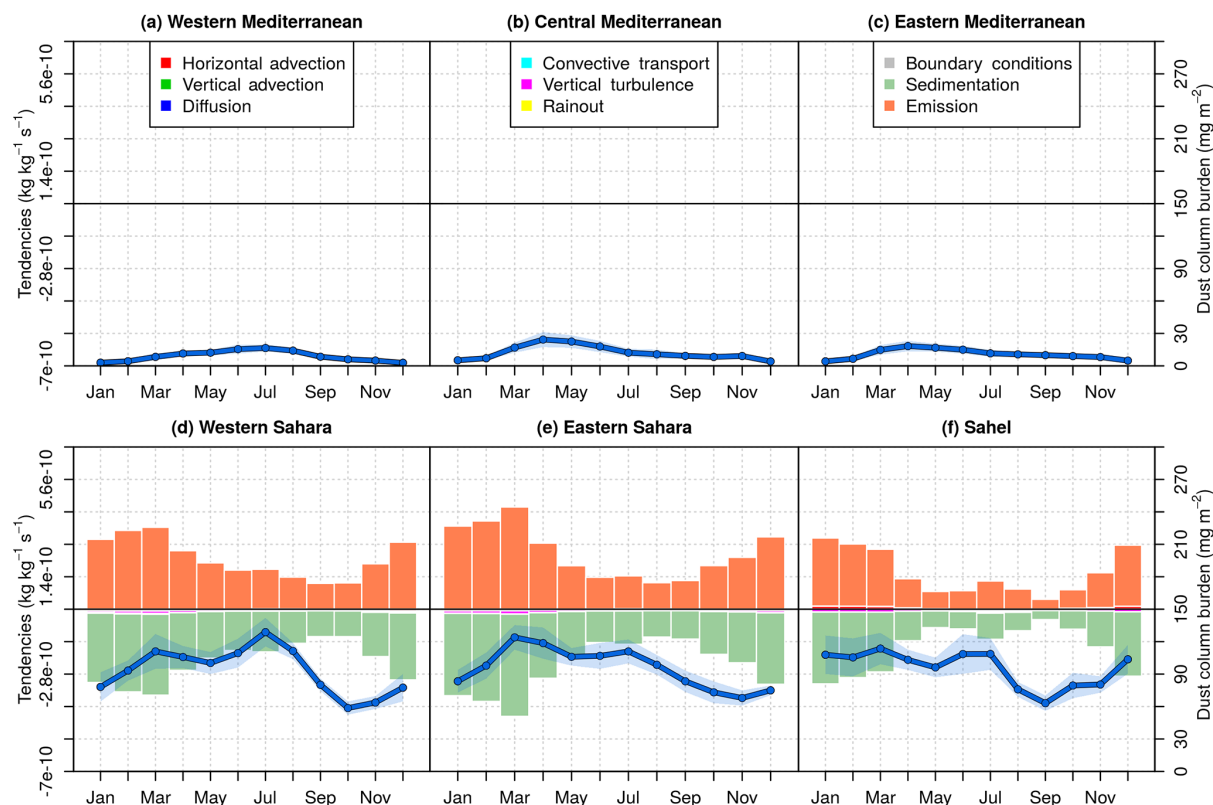 (a) Western Mediterranean
(b) Central Mediterranean
(c) Eastern Mediterranean
Horizontal advection
Vertical advection
Diffusion
Convective transport
Vertical turbulence
Rainout
Boundary conditions
Sedimentation
Emission
Tendencies (kg kg⁻¹ s⁻¹)
5.6e-10
1.4e-10
-2.8e-10
-7e-10
270
210
150
90
30
0
Dust column burden (mg m⁻²)
Jan Mar May Jul Sep Nov
Jan Mar May Jul Sep Nov
Jan Mar May Jul Sep Nov
(d) Western Sahara
(e) Eastern Sahara
(f) Sahel
Tendencies (kg kg⁻¹ s⁻¹)
5.6e-10
1.4e-10
-2.8e-10
-7e-10
270
210
150
90
30
0
Dust column burden (mg m⁻²)
Jan Mar May Jul Sep Nov
Jan Mar May Jul Sep Nov
Jan Mar May Jul Sep Nov